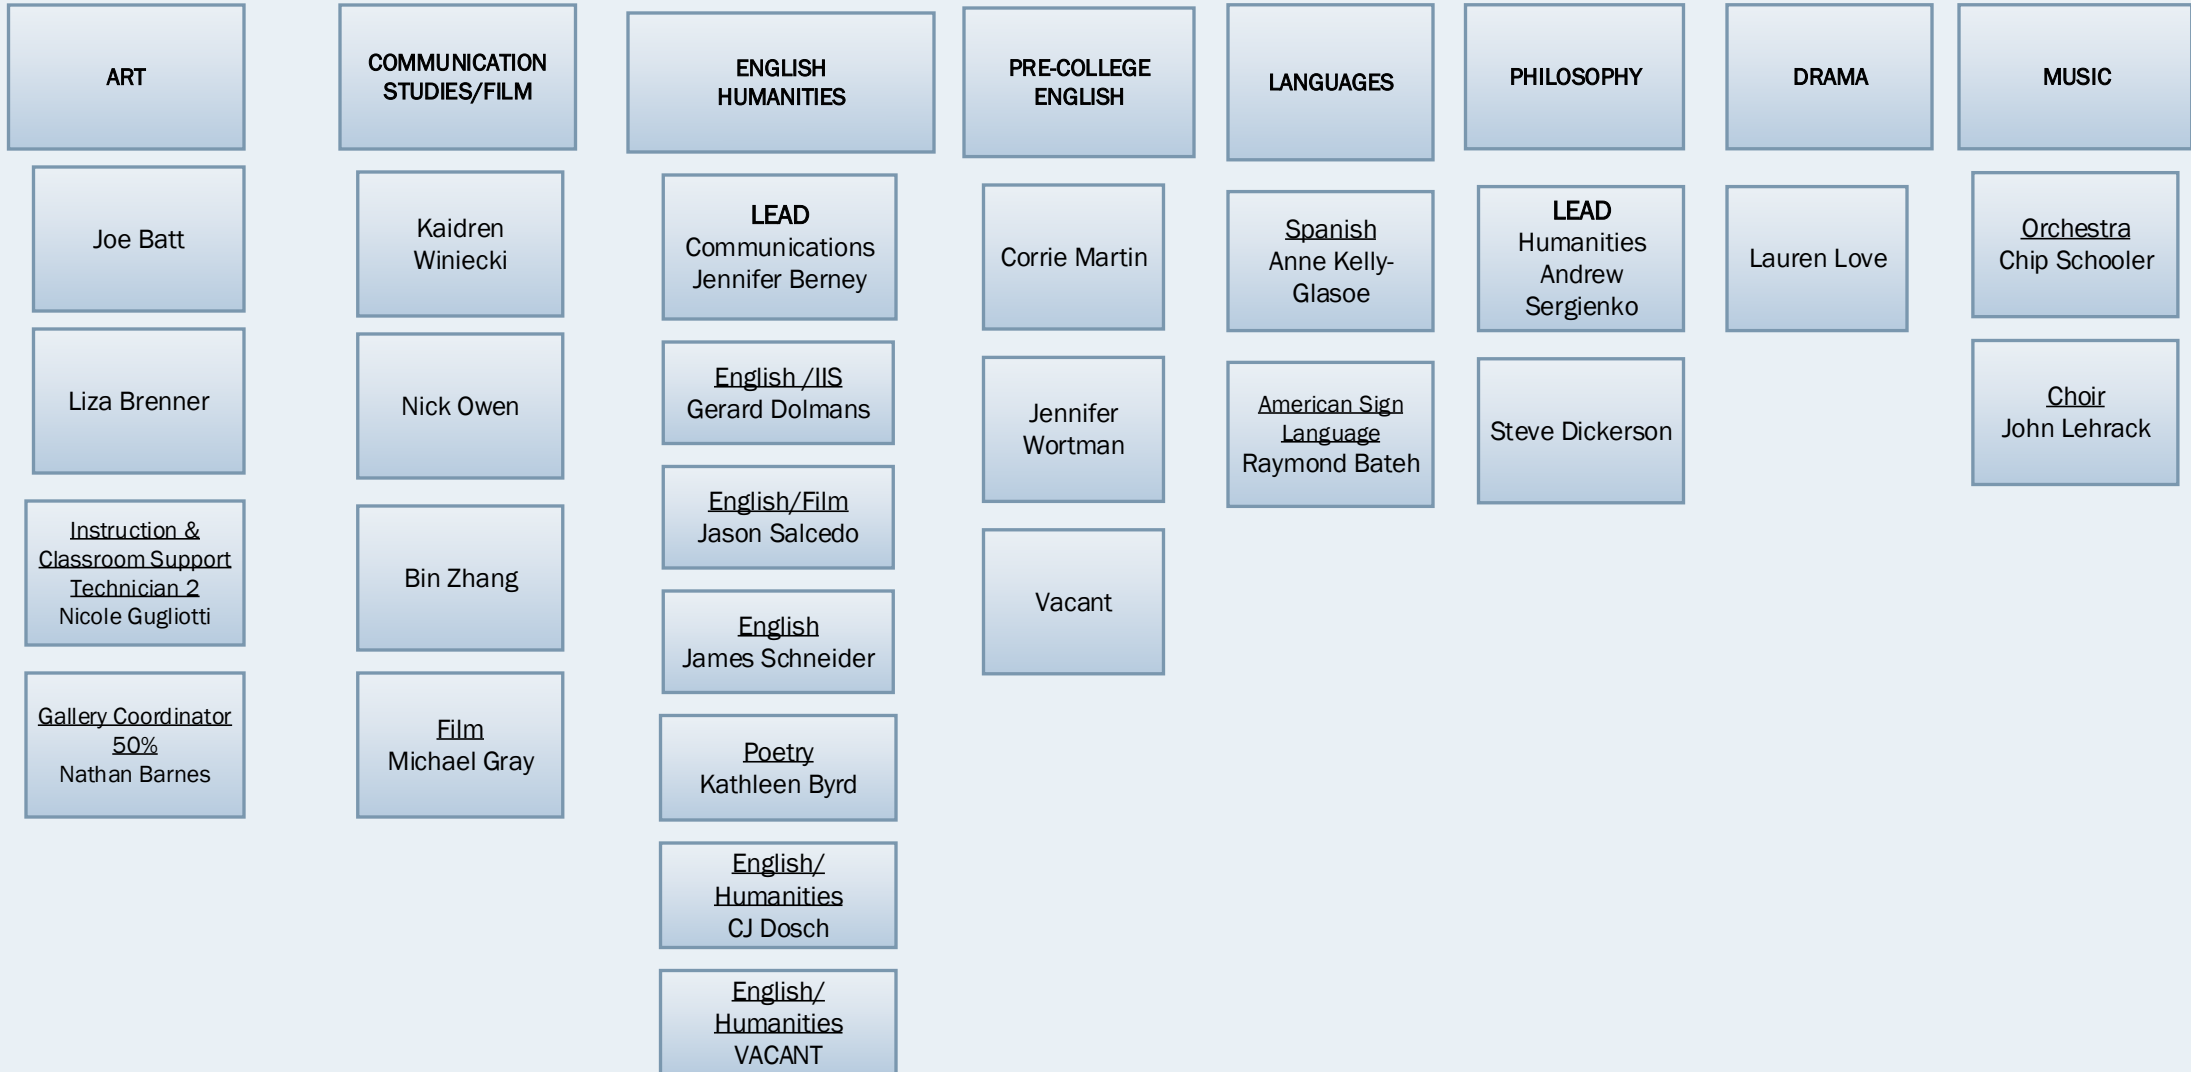 ART
Joe Batt
Liza Brenner
Instruction &
Classroom Support
Technician 2
Nicole Gugliotti
Gallery Coordinator
50%
Nathan Barnes
COMMUNICATION
STUDIES/FILM
Kaidren
Winiecki
Nick Owen
Bin Zhang
Film
Michael Gray
ENGLISH
HUMANITIES
LEAD
Communications
Jennifer Berney
English /IIS
Gerard Dolmans
English/Film
Jason Salcedo
English
James Schneider
Poetry
Kathleen Byrd
English/
Humanities
CJ Dosch
English/
Humanities
VACANT
PRE-COLLEGE
ENGLISH
Corrie Martin
Jennifer
Wortman
Vacant
LANGUAGES
Spanish
Anne Kelly-
Glasoe
American Sign
Language
Raymond Bateh
PHILOSOPHY
LEAD
Humanities
Andrew
Sergienko
Steve Dickerson
DRAMA
Lauren Love
MUSIC
Orchestra
Chip Schooler
Choir
John Lehrack